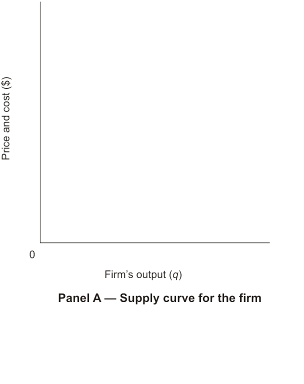 Price and cost ($)
0
Firm's output (q)
Panel A — Supply curve for the firm